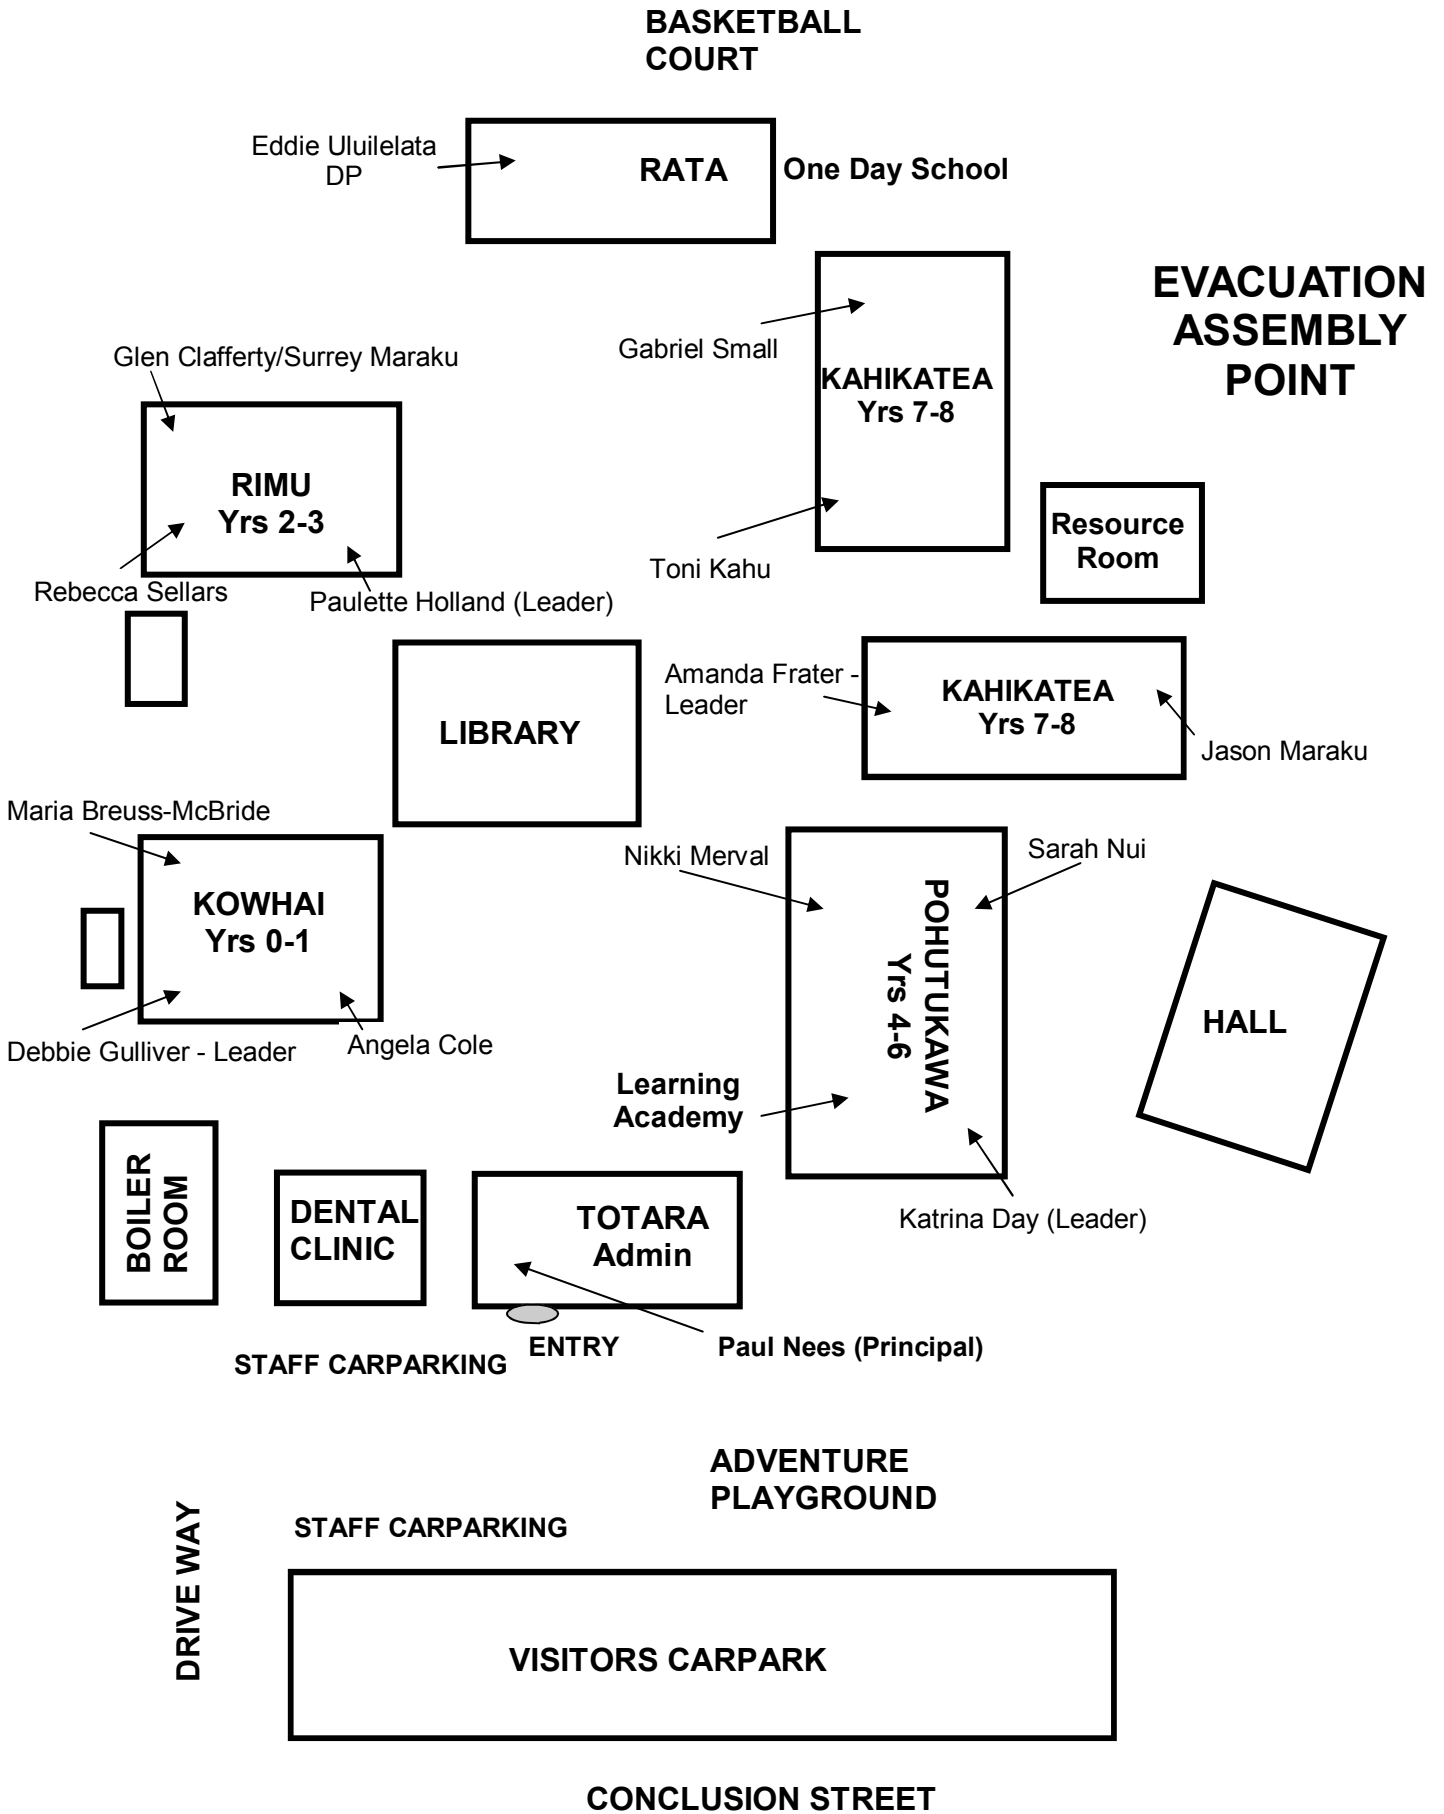 BASKETBALL
COURT
Eddie Uluilelata
DP
RATA
One Day School
EVACUATION
ASSEMBLY
POINT
Gabriel Small
KAHIKATEA
Yrs 7-8
Toni Kahu
Glen Clafferty/Surrey Maraku
RIMU
Yrs 2-3
Rebecca Sellars
Paulette Holland (Leader)
Resource
Room
LIBRARY
Amanda Frater -
Leader
KAHIKATEA
Yrs 7-8
Jason Maraku
Maria Breuss-McBride
KOWHAI
Yrs 0-1
Debbie Gulliver - Leader
Angela Cole
Nikki Merval
Sarah Nui
POHUTUKAWA
Yrs 4-6
Learning
Academy
Katrina Day (Leader)
HALL
BOILER
ROOM
DENTAL
CLINIC
TOTARA
Admin
ENTRY
Paul Nees (Principal)
STAFF CARPARKING
ADVENTURE
PLAYGROUND
DRIVE WAY
STAFF CARPARKING
VISITORS CARPARK
CONCLUSION STREET